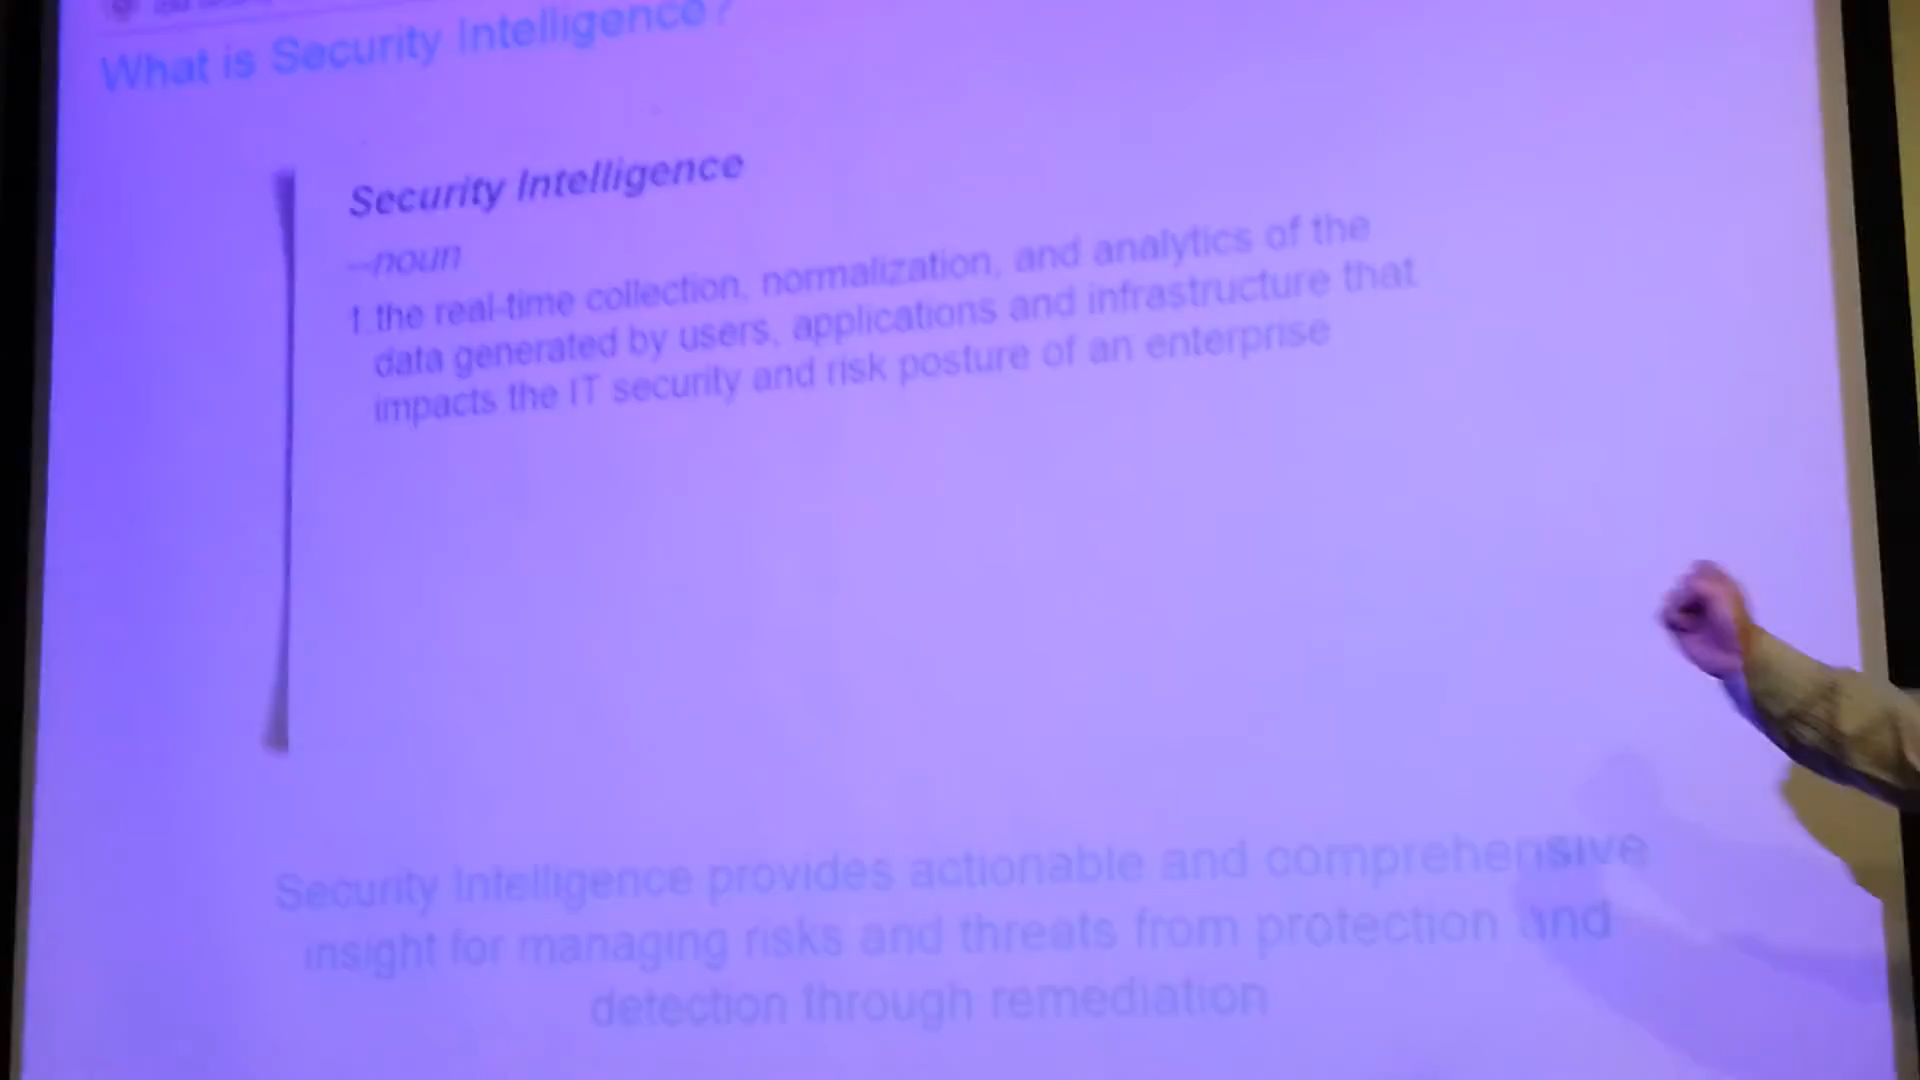 What is Security Intelligence?
Security Intelligence
--noun
1.the real-time collection, normalization, and analytics of the
data generated by users, applications and infrastructure that
impacts the IT security and risk posture of an enterprise
Security Intelligence provides actionable and comprehensive
insight for managing risks and threats from protection and
detection through remediation